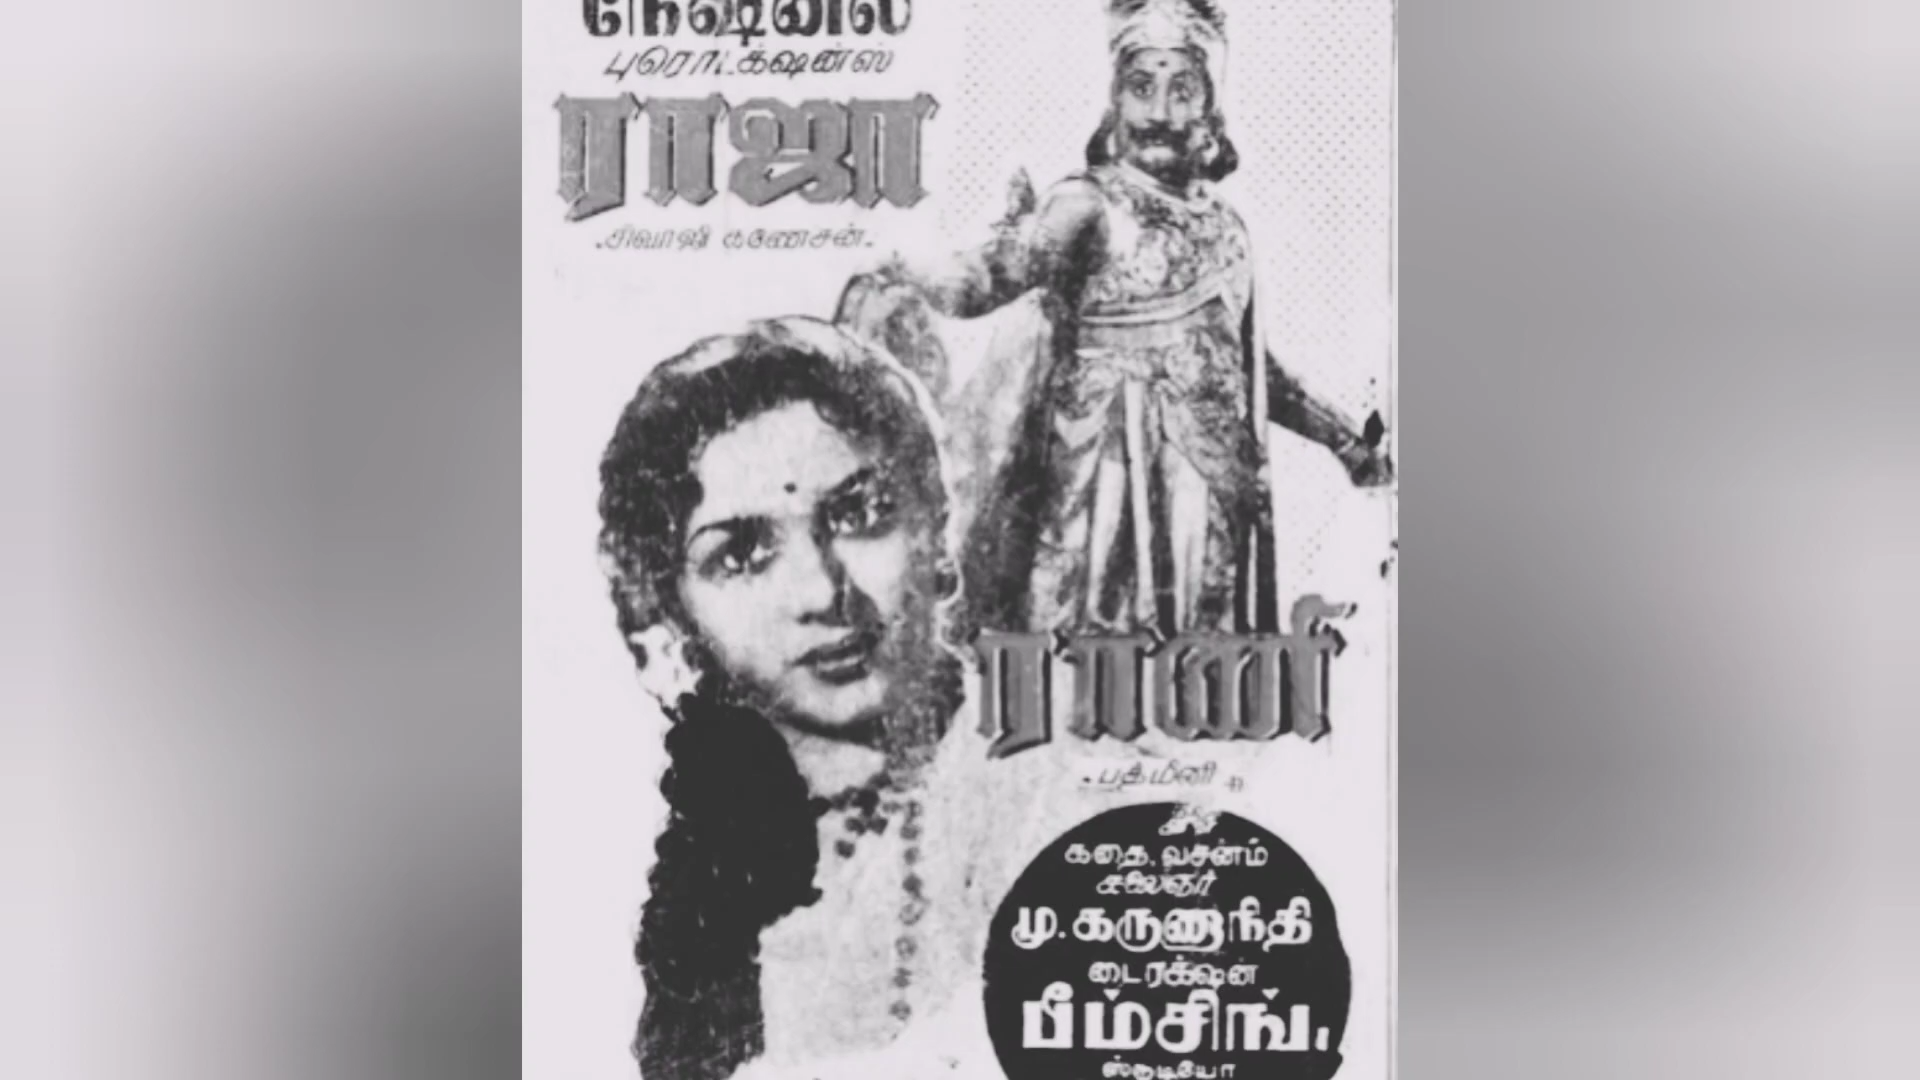 நேஷனல்
புரொடக்ஷன்ஸ்
ராஜா
.சிவாஜி கணேசன்.
ராணி
.பத்மினி
கதை, வசனம்
கலைஞர்
மு.கருணாநிதி
டைரக்ஷன்
பீம்சிங்.
ஸ்டூடியோ